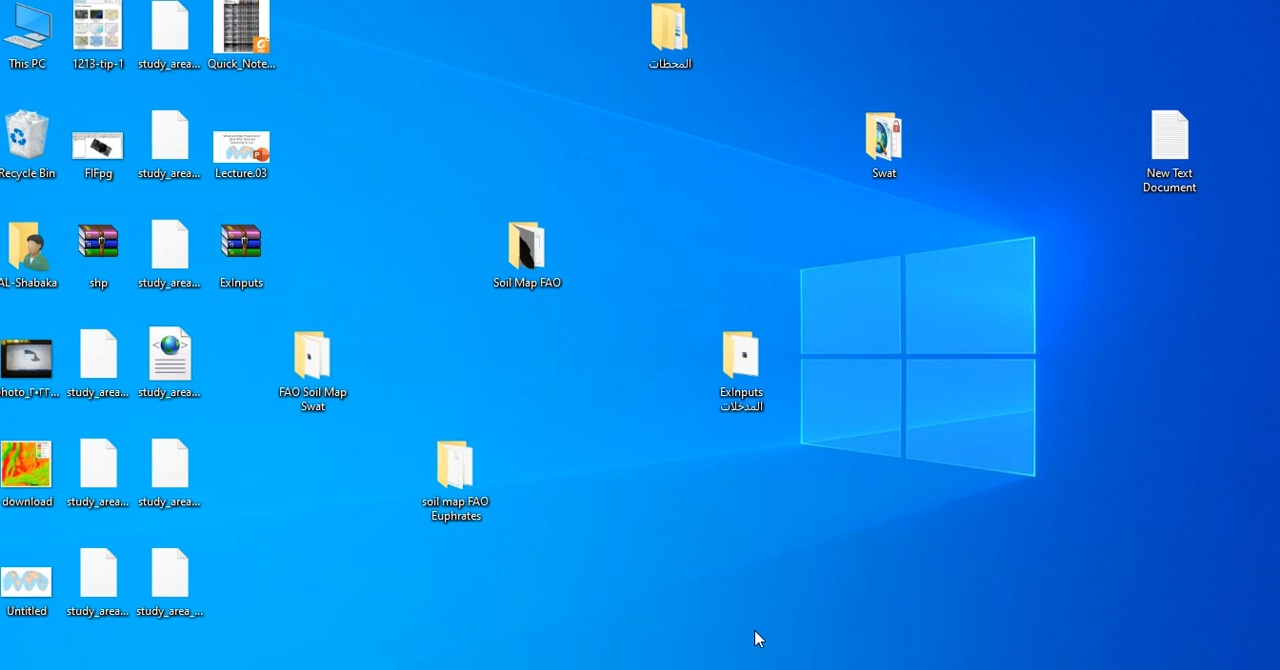 This PC
1213-tip-1
study_area...
Quick_Note...
المحطات
Recycle Bin
FIFpg
study_area...
Lecture.03
Swat
New Text
Document
AL-Shabaka
shp
study_area...
ExInputs
Soil Map FAO
study_area...
study_area...
FAO Soil Map
Swat
ExInputs
المدخلات
download
study_area...
study_area...
soil map FAO
Euphrates
Untitled
study_area...
study_area_...